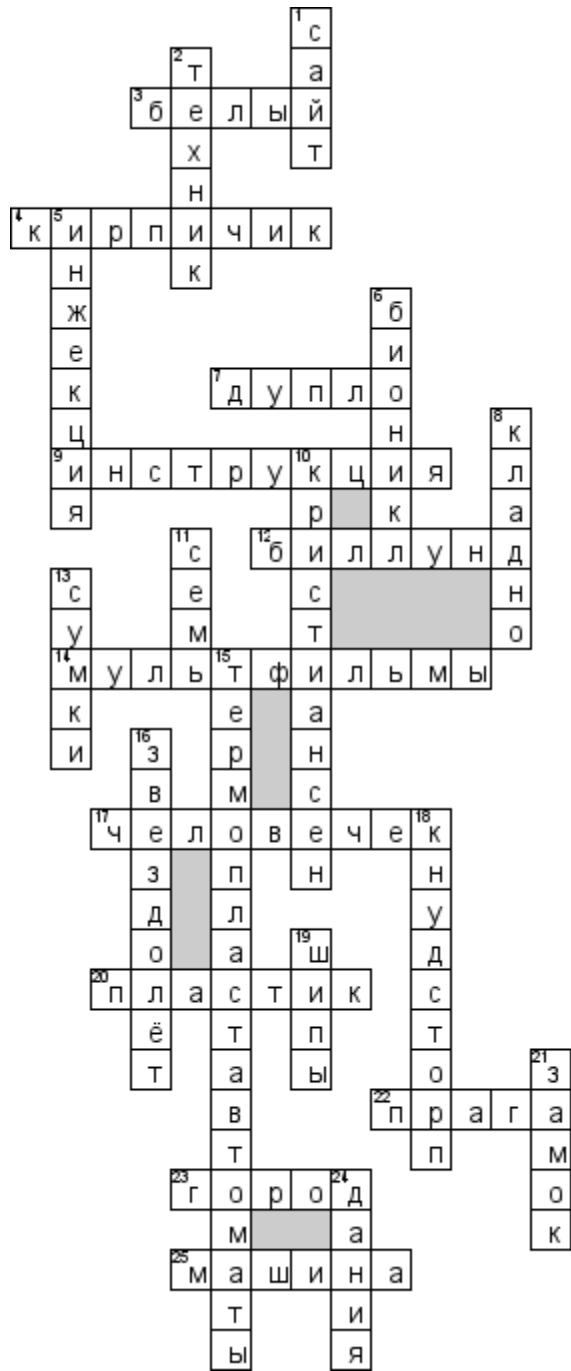 1 сайт
2 техник
3 белый
4 кирпичик
5 инжекция
6 бионикл
7 дупло
8 кладно
9 инструкция
10 кристиансен
11 семь
12 биллунд
13 сумки
14 мультфильмы
15 термопластавтоматы
16 звездолёт
17 человечек
18 кнудсторп
19 шипы
20 пластик
21 замок
22 прага
23 город
24 дания
25 машина